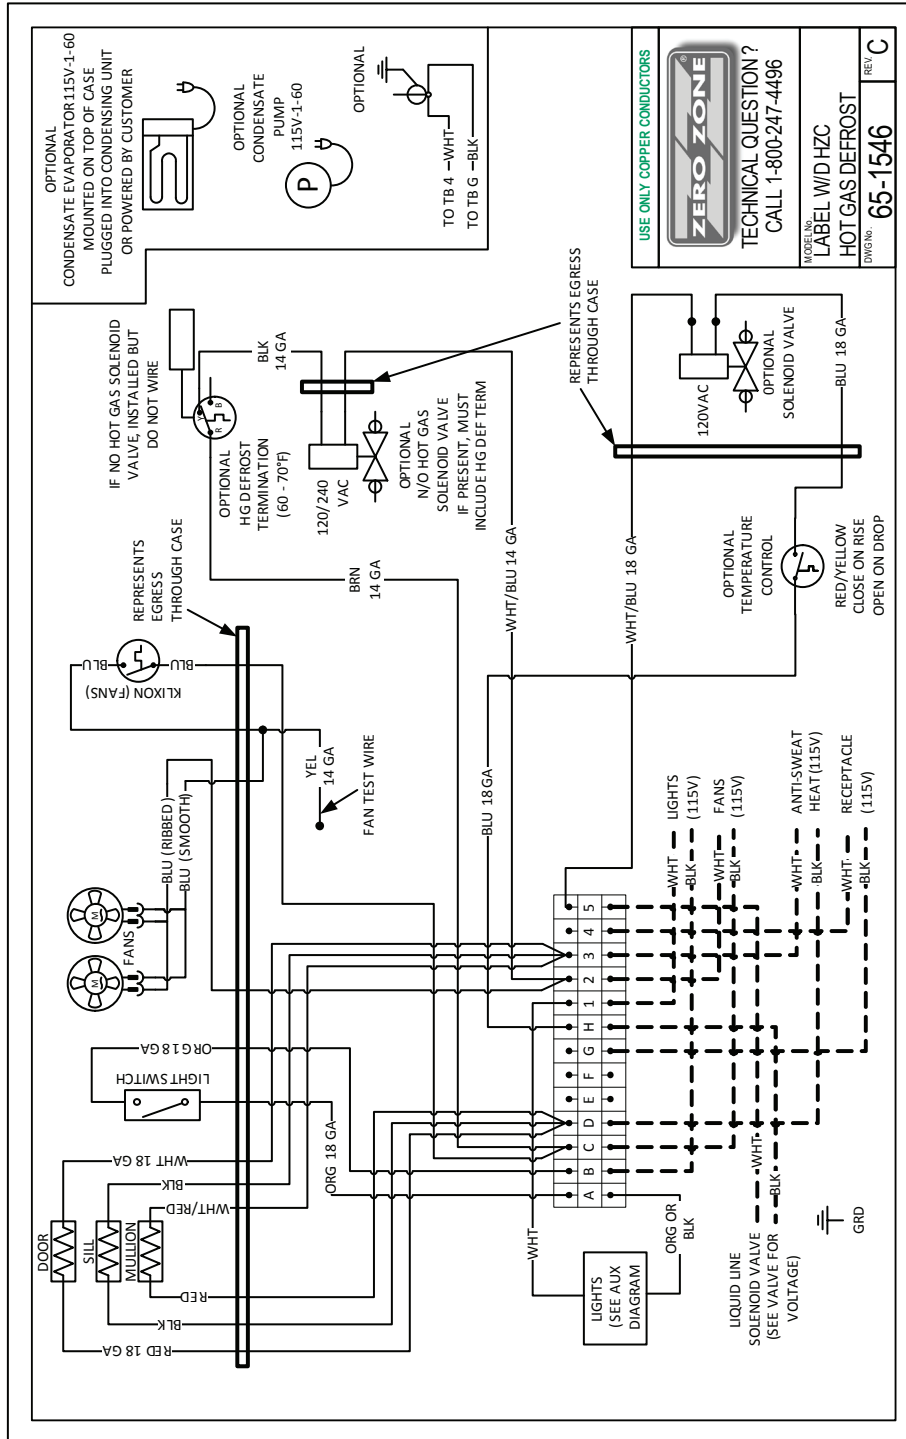 OPTIONAL
CONDENSATE EVAPORATOR115V-1-60
MOUNTED ON TOP OF CASE
PLUGGED INTO CONDENSING UNIT
OR POWERED BY CUSTOMER
OPTIONAL
CONDENSATE
PUMP
115V-1-60
P
OPTIONAL
TO TB 4
WHT
TO TB G
BLK
USE ONLY COPPER CONDUCTORS
ZERO ZONE
®
TECHNICAL QUESTION ?
CALL 1-800-247-4496
MODEL No.
LABEL W/D HZC
HOT GAS DEFROST
DWG No.
65-1546
REV.
C
IF NO HOT GAS SOLENOID
VALVE, INSTALLED BUT
DO NOT WIRE
R
Y
B
OPTIONAL
HG DEFROST
TERMINATION
(60 - 70°F)
BLK
14 GA
120/240
VAC
OPTIONAL
N/O HOT GAS
SOLENOID VALVE
IF PRESENT, MUST
INCLUDE HG DEF TERM
REPRESENTS EGRESS
THROUGH CASE
120VAC
OPTIONAL
SOLENOID VALVE
BLU 18 GA
REPRESENTS
EGRESS
THROUGH CASE
BRN
14 GA
WHT/BLU 14 GA
WHT/BLU 18 GA
OPTIONAL
TEMPERATURE
CONTROL
RED/YELLOW
CLOSE ON RISE
OPEN ON DROP
BLU
BLU
KLIXON (FANS)
BLU (RIBBED)
BLU (SMOOTH)
YEL
14 GA
FAN TEST WIRE
BLU 18 GA
M
M
FANS
ORG18 GA
LIGHT SWITCH
ORG 18 GA
DOOR
SILL
MULLION
WHT 18 GA
BLK
WHT/RED
RED
BLK
RED 18 GA
A
B
C
D
E
F
G
H
1
2
3
4
5
WHT
LIGHTS
(SEE AUX
DIAGRAM
ORG OR
BLK
WHT
LIGHTS
BLK
(115V)
WHT
FANS
BLK
(115V)
WHT
ANTI-SWEAT
BLK
HEAT (115V)
WHT
RECEPTACLE
BLK
(115V)
LIQUID LINE
SOLENOID VALVE
WHT
(SEE VALVE FOR
BLK
VOLTAGE)
GRD